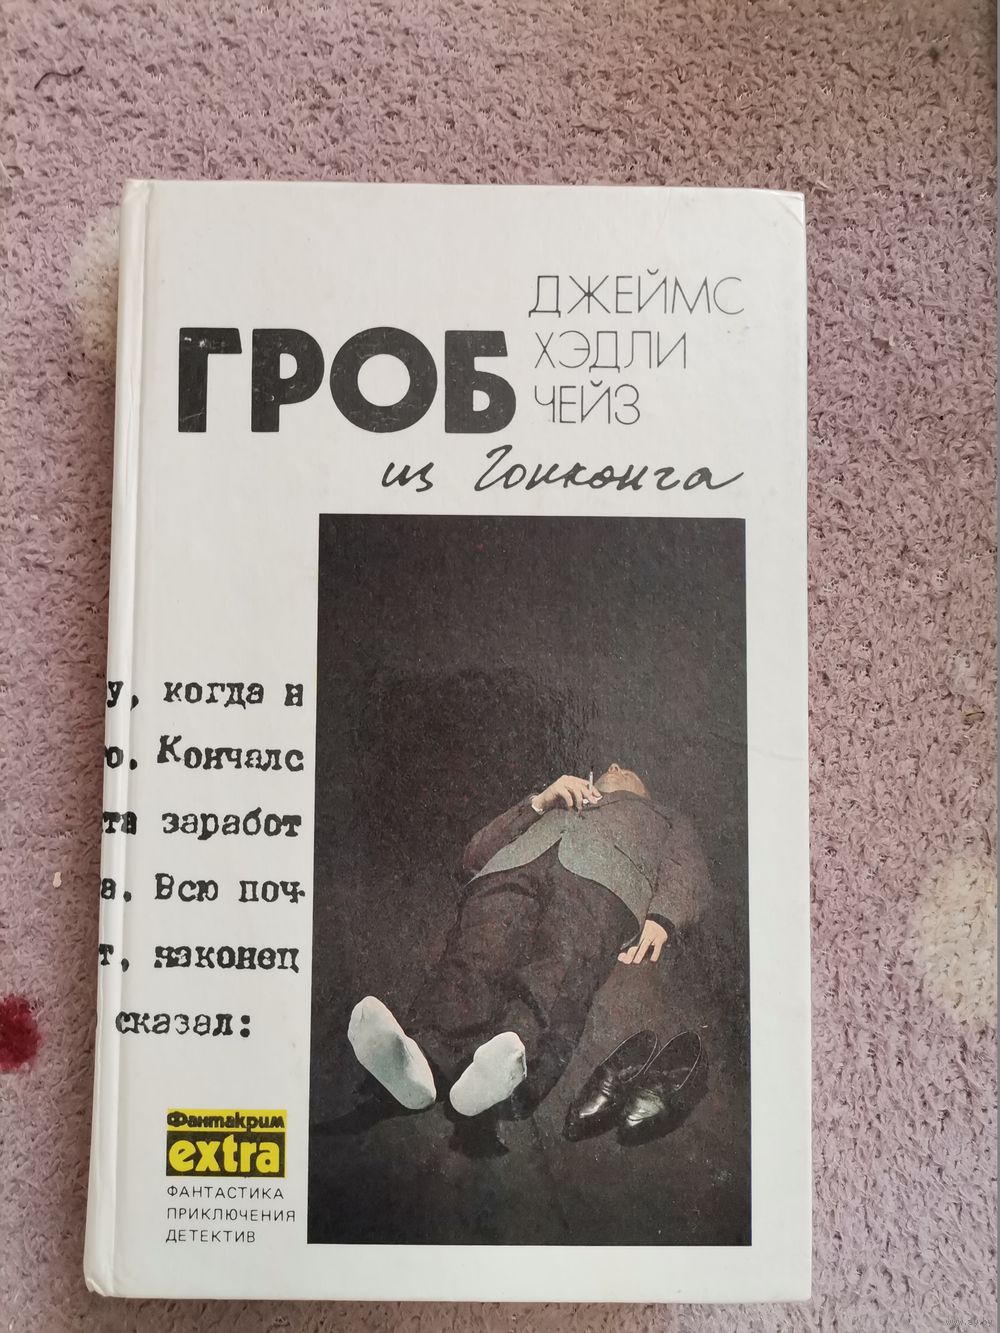 ДЖЕЙМС
ХЭДЛИ
ЧЕЙЗ
ГРОБ
из Гонконга
у, когда н
о. Кончалс
та заработ
а. Всю поч
т, наконец
сказал:
Фантакрим
extra
ФАНТАСТИКА
ПРИКЛЮЧЕНИЯ
ДЕТЕКТИВ